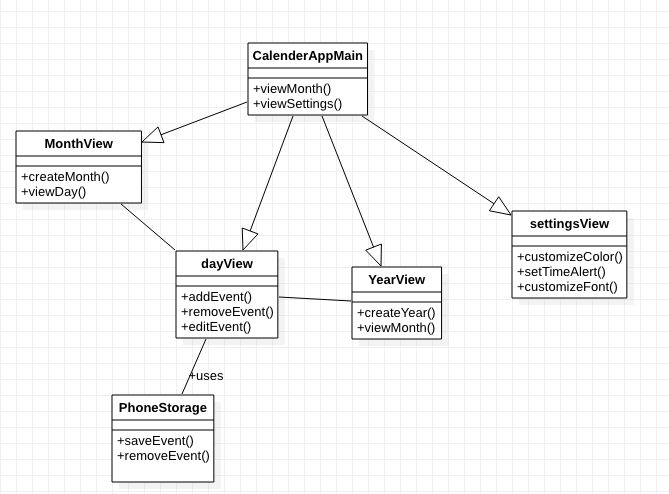 CalenderAppMain
+viewMonth()
+viewSettings()
MonthView
+createMonth()
+viewDay()
settingsView
+customizeColor()
+setTimeAlert()
+customizeFont()
dayView
+addEvent()
+removeEvent()
+editEvent()
YearView
+createYear()
+viewMonth()
+uses
PhoneStorage
+saveEvent()
+removeEvent()